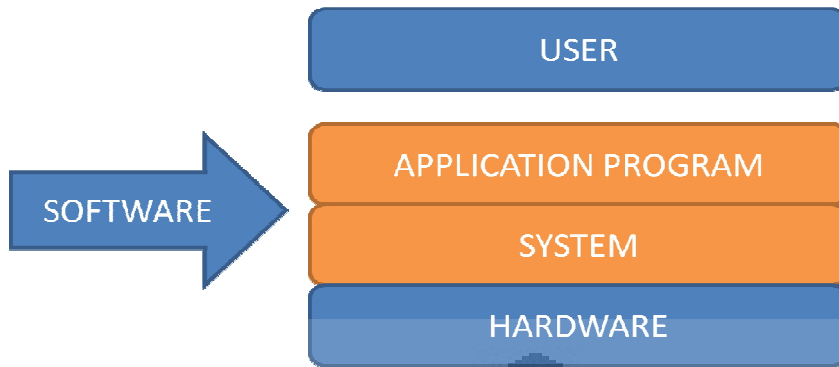 USER
APPLICATION PROGRAM
SOFTWARE
SYSTEM
HARDWARE